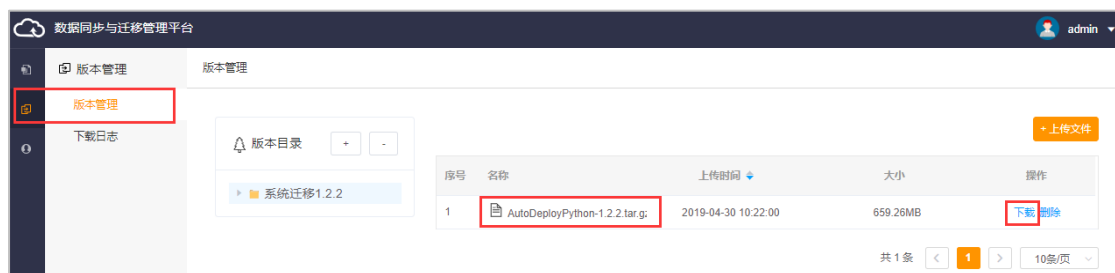 数据同步与迁移管理平台
admin
版本管理
版本管理
版本管理
下载日志
版本目录
+
-
系统迁移1.2.2
+ 上传文件
序号 名称 上传时间 大小 操作
1 AutoDeployPython-1.2.2.tar.gz 2019-04-30 10:22:00 659.26MB 下载 删除
共 1 条 < 1 > 10条/页